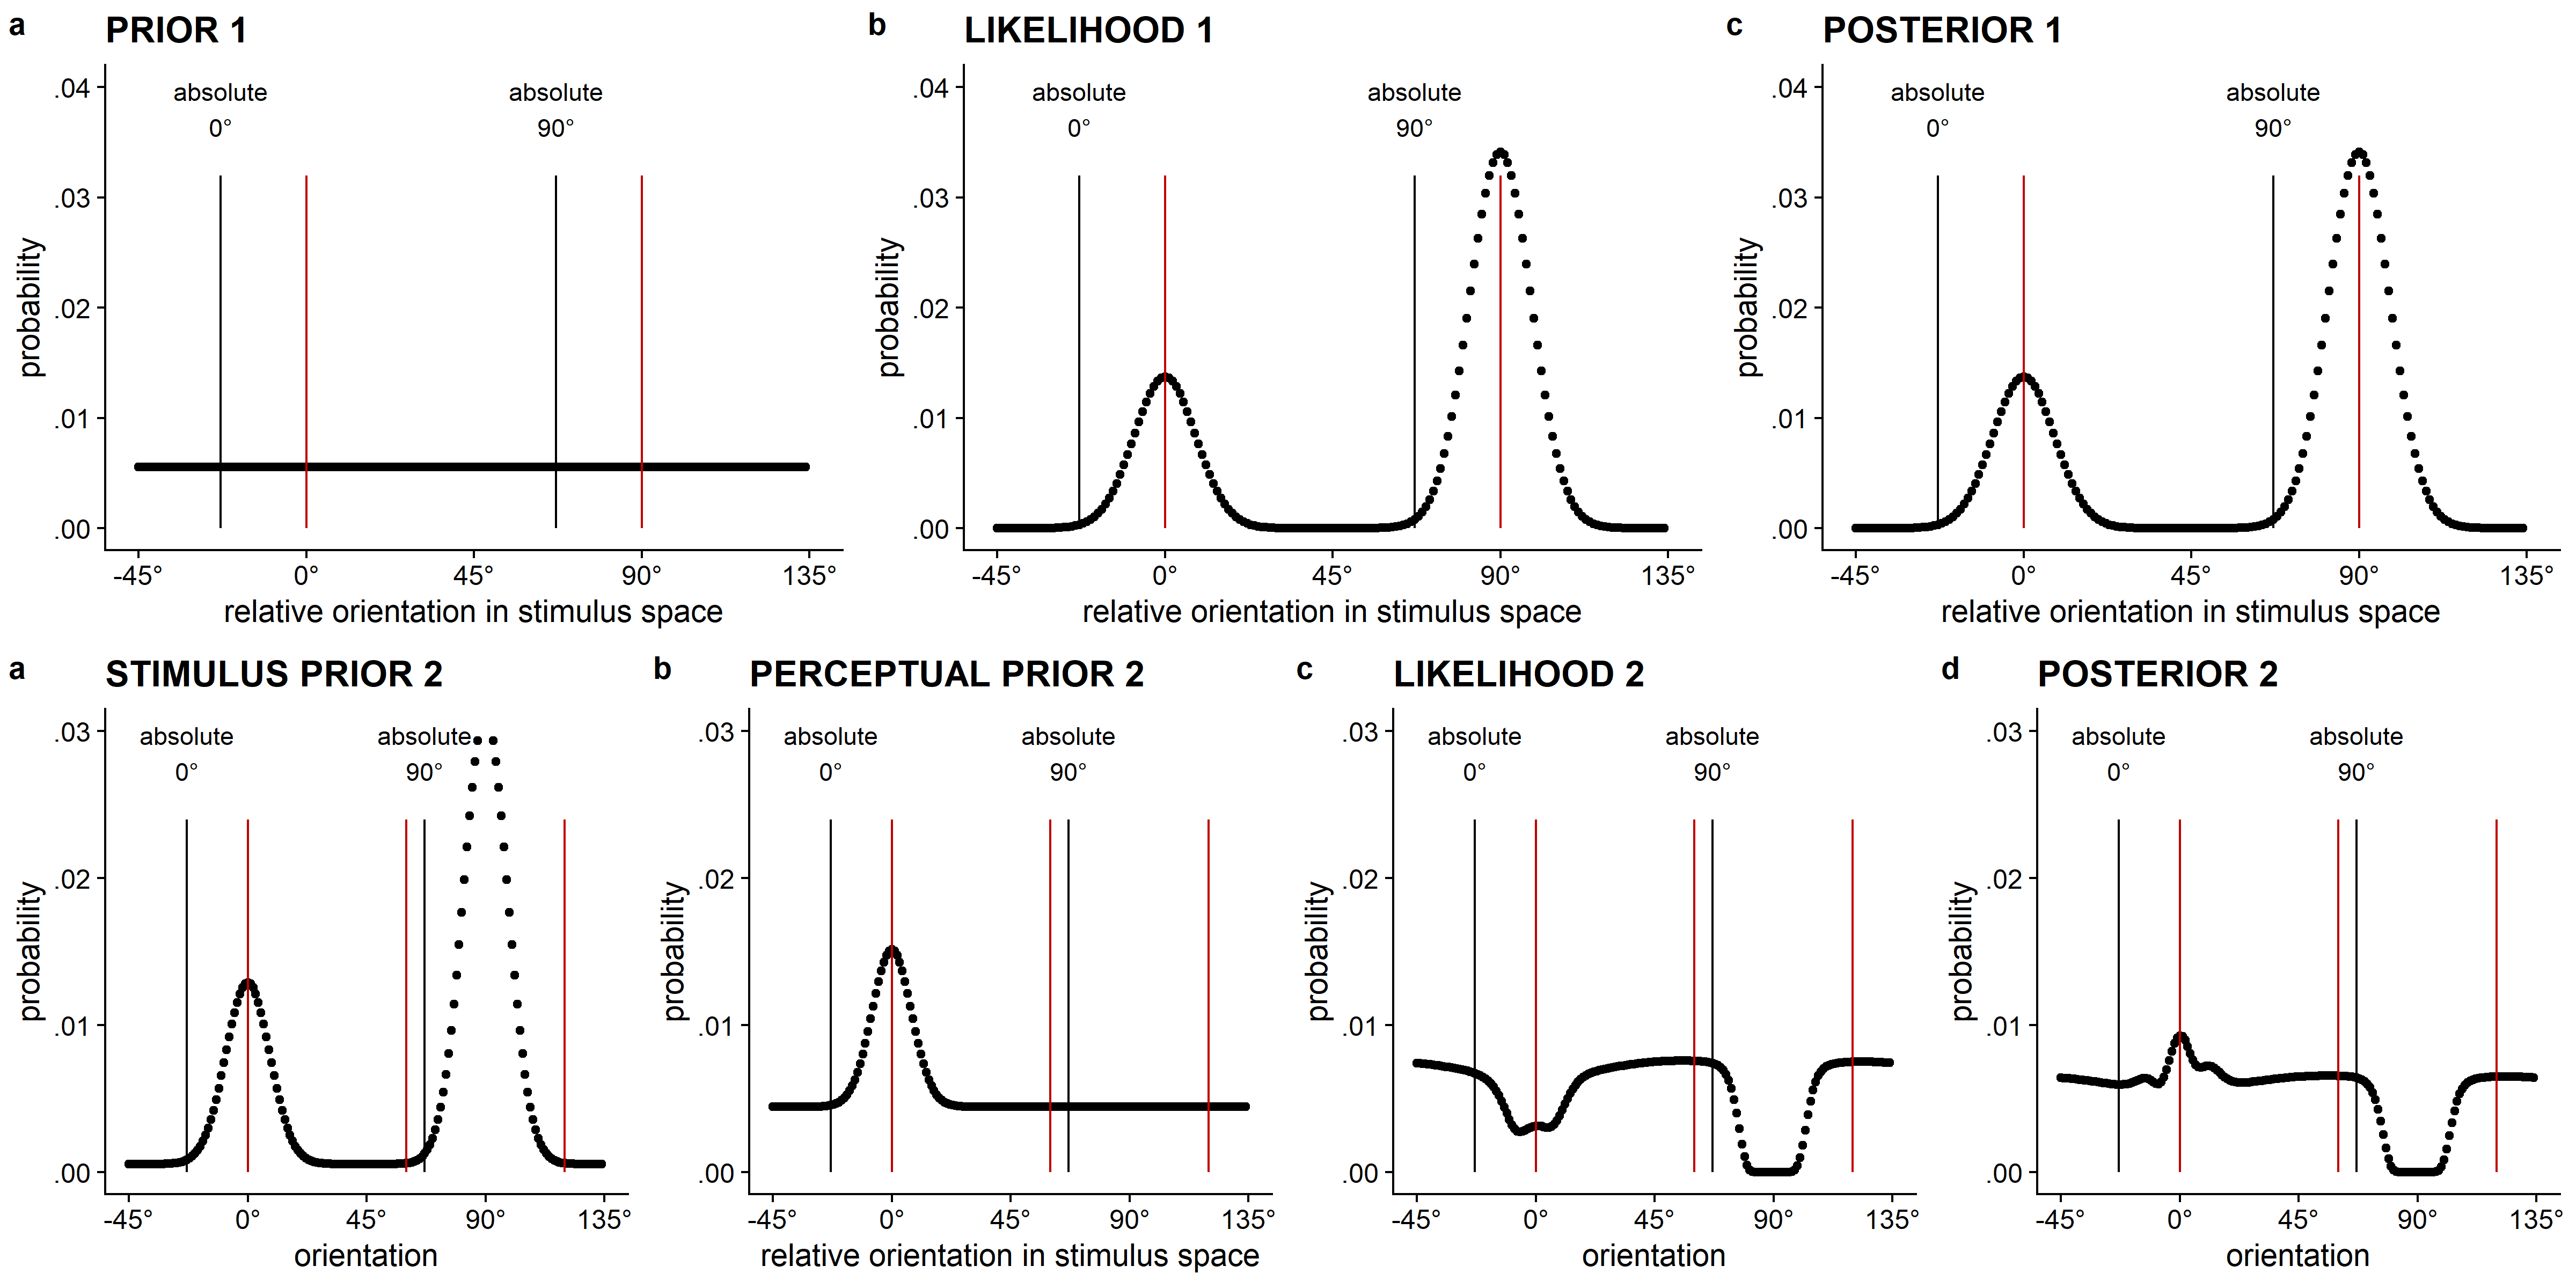 a PRIOR 1
.04
.03
.02
.01
.00
probability
absolute
0°
absolute
90°
-45° 0° 45° 90° 135°
relative orientation in stimulus space
b LIKELIHOOD 1
.04
.03
.02
.01
.00
probability
absolute
0°
absolute
90°
-45° 0° 45° 90° 135°
relative orientation in stimulus space
c POSTERIOR 1
.04
.03
.02
.01
.00
probability
absolute
0°
absolute
90°
-45° 0° 45° 90° 135°
relative orientation in stimulus space
a STIMULUS PRIOR 2
.03
.02
.01
.00
probability
absolute
0°
absolute
90°
-45° 0° 45° 90° 135°
orientation
b PERCEPTUAL PRIOR 2
.03
.02
.01
.00
probability
absolute
0°
absolute
90°
-45° 0° 45° 90° 135°
relative orientation in stimulus space
c LIKELIHOOD 2
.03
.02
.01
.00
probability
absolute
0°
absolute
90°
-45° 0° 45° 90° 135°
orientation
d POSTERIOR 2
.03
.02
.01
.00
probability
absolute
0°
absolute
90°
-45° 0° 45° 90° 135°
orientation